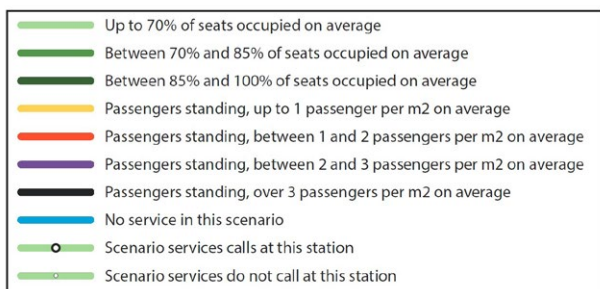 Up to 70% of seats occupied on average
Between 70% and 85% of seats occupied on average
Between 85% and 100% of seats occupied on average
Passengers standing, up to 1 passenger per m2 on average
Passengers standing, between 1 and 2 passengers per m2 on average
Passengers standing, between 2 and 3 passengers per m2 on average
Passengers standing, over 3 passengers per m2 on average
No service in this scenario
Scenario services calls at this station
Scenario services do not call at this station